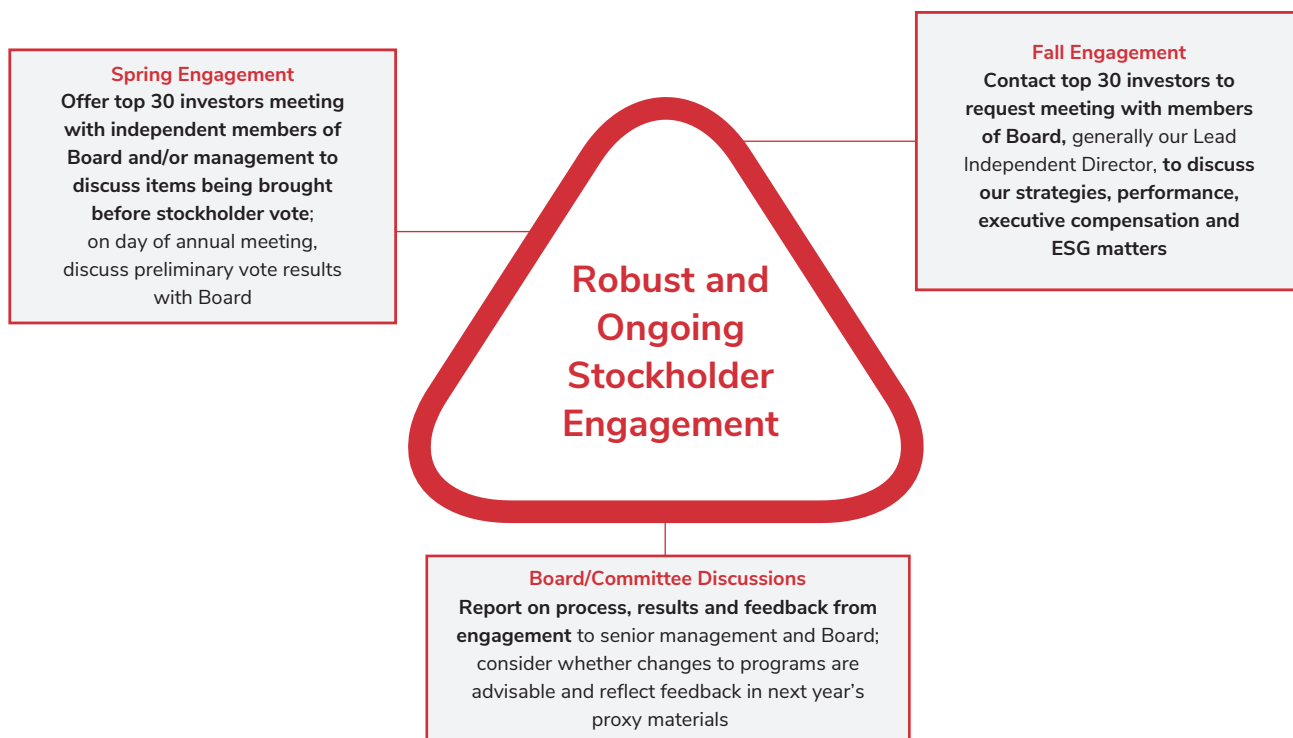 Spring Engagement
Offer top 30 investors meeting
with independent members of
Board and/or management to
discuss items being brought
before stockholder vote;
on day of annual meeting,
discuss preliminary vote results
with Board
Fall Engagement
Contact top 30 investors to
request meeting with members
of Board, generally our Lead
Independent Director, to discuss
our strategies, performance,
executive compensation and
ESG matters
Robust and
Ongoing
Stockholder
Engagement
Board/Committee Discussions
Report on process, results and feedback from
engagement to senior management and Board;
consider whether changes to programs are
advisable and reflect feedback in next year’s
proxy materials